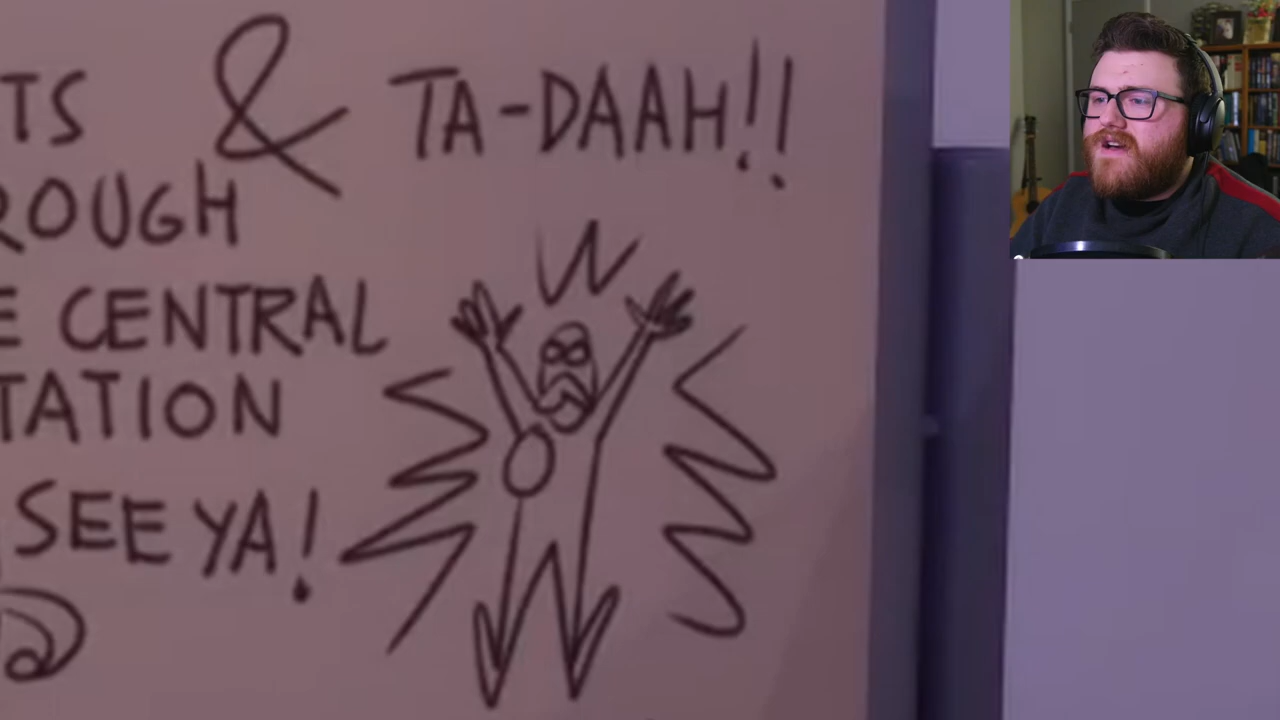 TS & TA-DAAH!!
ROUGH
E CENTRAL
TATION
SEE YA!